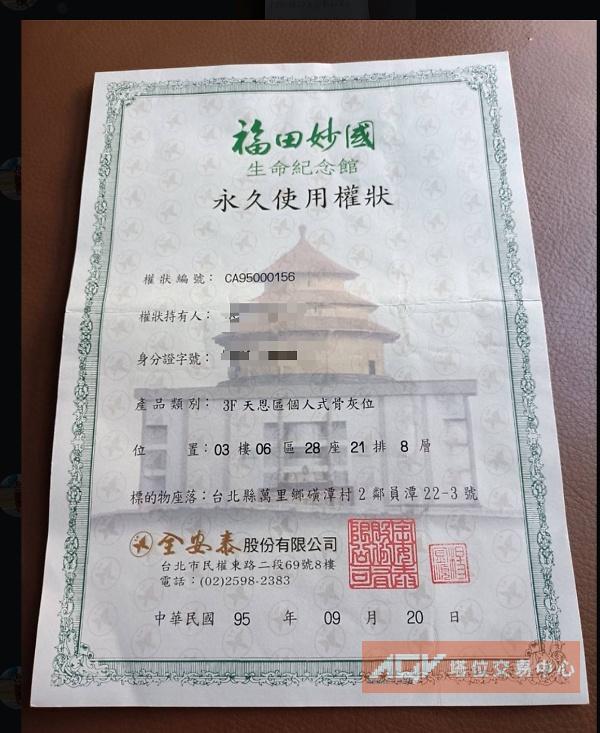 福田妙國
生命紀念館
永久使用權狀
權狀編號： CA95000156
權狀持有人：
身分證字號：
產品類別： 3F 天恩區個人式骨灰位
位 置： 03 樓 06 區 28 座 21 排 8 層
標的物座落：台北縣萬里鄉磺潭村2鄰員潭22-3號
全安泰股份有限公司
台北市民權東路二段69號8樓
電話：(02)2598-2383
中華民國 95 年 09 月 20 日
塔位交易中心